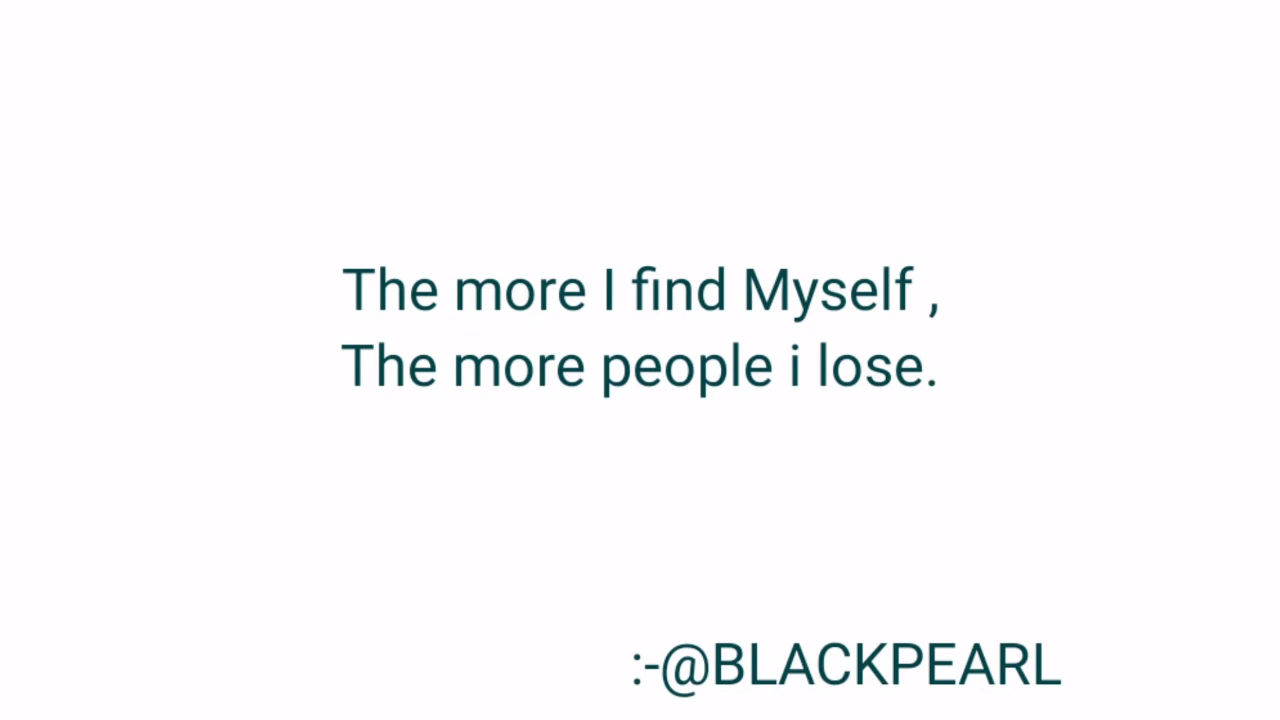 The more I find Myself ,
The more people i lose.
:-@BLACKPEARL